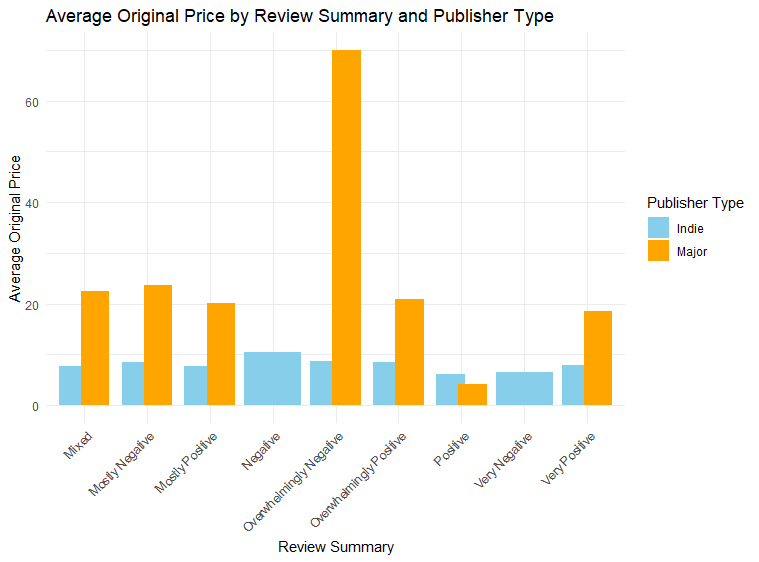 Average Original Price by Review Summary and Publisher Type
Average Original Price
60
40
20
0
Mixed
Mostly Negative
Mostly Positive
Negative
Overwhelmingly Negative
Overwhelmingly Positive
Positive
Very Negative
Very Positive
Review Summary
Publisher Type
Indie
Major